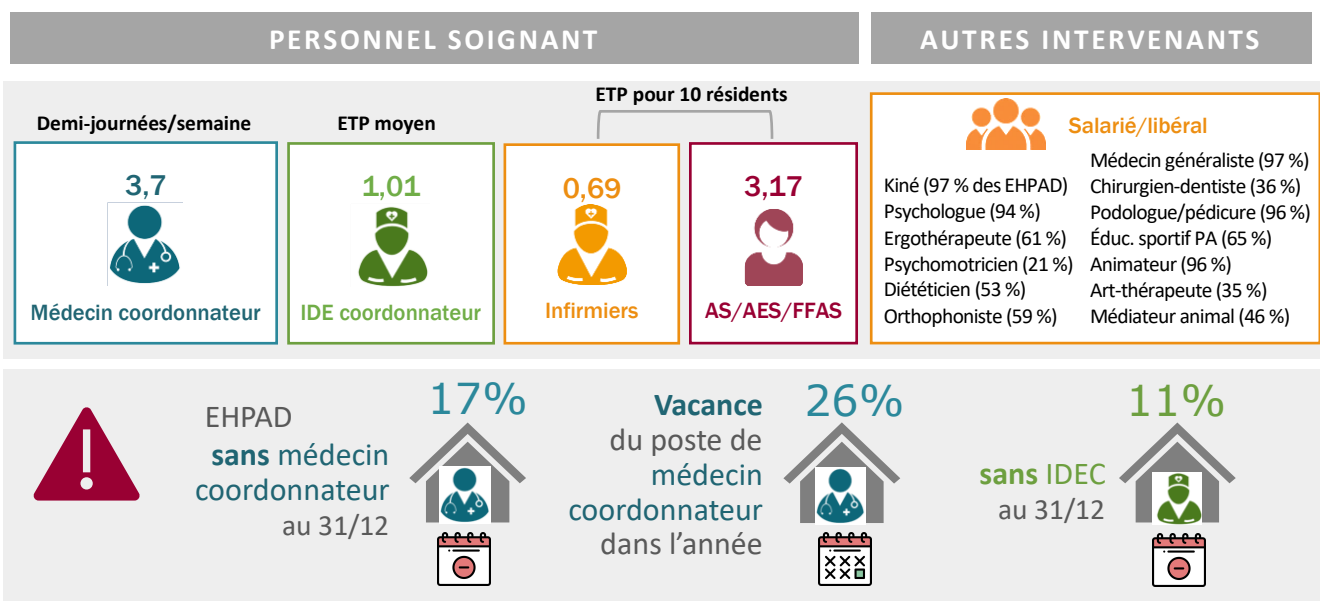 PERSONNEL SOIGNANT
AUTRES INTERVENANTS
ETP pour 10 résidents
Demi-journées/semaine
ETP moyen
3,7
Médecin coordonnateur
1,01
IDE coordonnateur
0,69
Infirmiers
3,17
AS/AES/FFAS
Salarié/libéral
Kiné (97 % des EHPAD)
Psychologue (94 %)
Ergothérapeute (61 %)
Psychomotricien (21 %)
Diététicien (53 %)
Orthophoniste (59 %)
Médecin généraliste (97 %)
Chirurgien-dentiste (36 %)
Podologue/pédicure (96 %)
Éduc. sportif PA (65 %)
Animateur (96 %)
Art-thérapeute (35 %)
Médiateur animal (46 %)
EHPAD
sans médecin
coordonnateur
au 31/12
17%
Vacance
du poste de
médecin
coordonnateur
dans l’année
26%
sans IDEC
au 31/12
11%